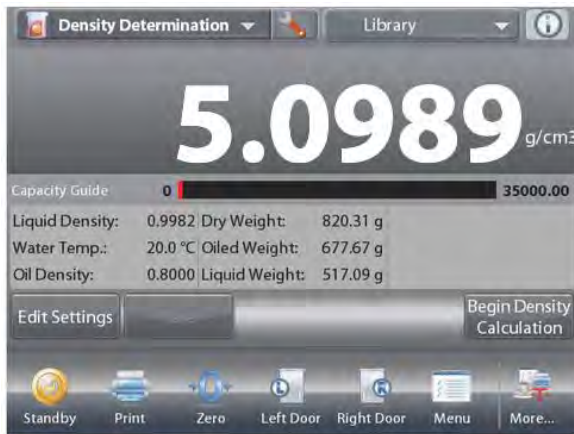 Density Determination
Library
5.0989 g/cm3
Capacity Guide 0 35000.00
Liquid Density: 0.9982 Dry Weight: 820.31 g
Water Temp.: 20.0 °C Oiled Weight: 677.67 g
Oil Density: 0.8000 Liquid Weight: 517.09 g
Edit Settings
Begin Density
Calculation
L
R
Standby Print Zero Left Door Right Door Menu More...